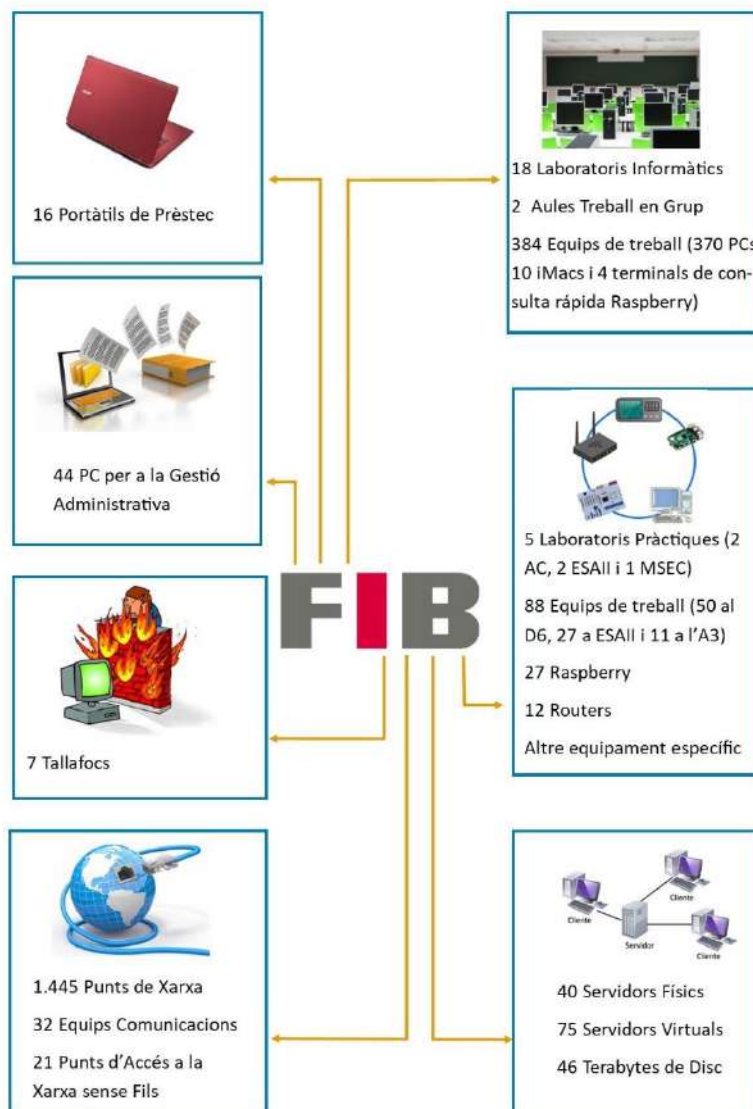 16 Portàtils de Prèstec
44 PC per a la Gestió
Administrativa
7 Tallafocs
1.445 Punts de Xarxa
32 Equips Comunicacions
21 Punts d'Accés a la
Xarxa sense Fils
FIB
18 Laboratoris Informàtics
2 Aules Treball en Grup
384 Equips de treball (370 PCs
10 iMacs i 4 terminals de con-
sulta rápida Raspberry)
5 Laboratoris Pràctiques (2
AC, 2 ESAII i 1 MSEC)
88 Equips de treball (50 al
D6, 27 a ESAII i 11 a l'A3)
27 Raspberry
12 Routers
Altre equipament específic
Cliente
Cliente
Servidor
Cliente
40 Servidors Físics
75 Servidors Virtuals
46 Terabytes de Disc